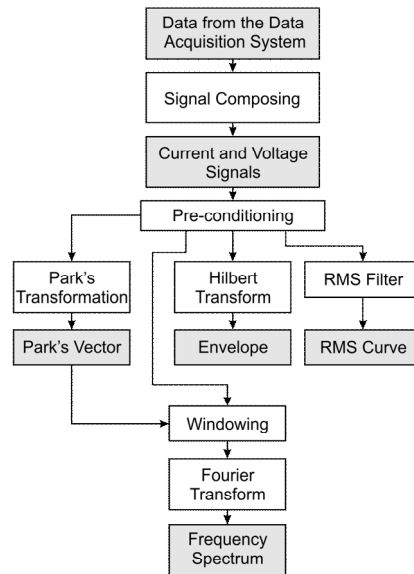 Data from the Data
Acquisition System
Signal Composing
Current and Voltage
Signals
Pre-conditioning
Park's
Transformation
Hilbert
Transform
RMS Filter
Park's Vector
Envelope
RMS Curve
Windowing
Fourier
Transform
Frequency
Spectrum